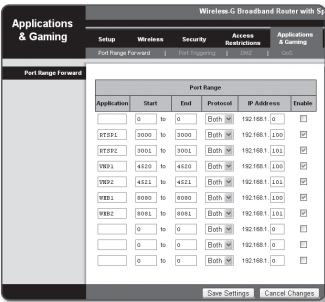 Wireless-G Broadband Router with Sp
Applications & Gaming
Setup Wireless Security Access Restrictions Applications & Gaming
Port Range Forward | Port Triggering | DMZ | QoS
Port Range Forward
Port Range
Application Start End Protocol IP Address Enable
0 to 0 Both 192.168.1. 0
RTSP1 3000 to 3000 Both 192.168.1. 100
RTSP2 3001 to 3001 Both 192.168.1. 101
VNP1 4520 to 4520 Both 192.168.1. 100
VNP2 4521 to 4521 Both 192.168.1. 101
WEB1 8080 to 8080 Both 192.168.1. 100
WEB2 8081 to 8081 Both 192.168.1. 101
0 to 0 Both 192.168.1. 0
0 to 0 Both 192.168.1. 0
0 to 0 Both 192.168.1. 0
Save Settings Cancel Changes